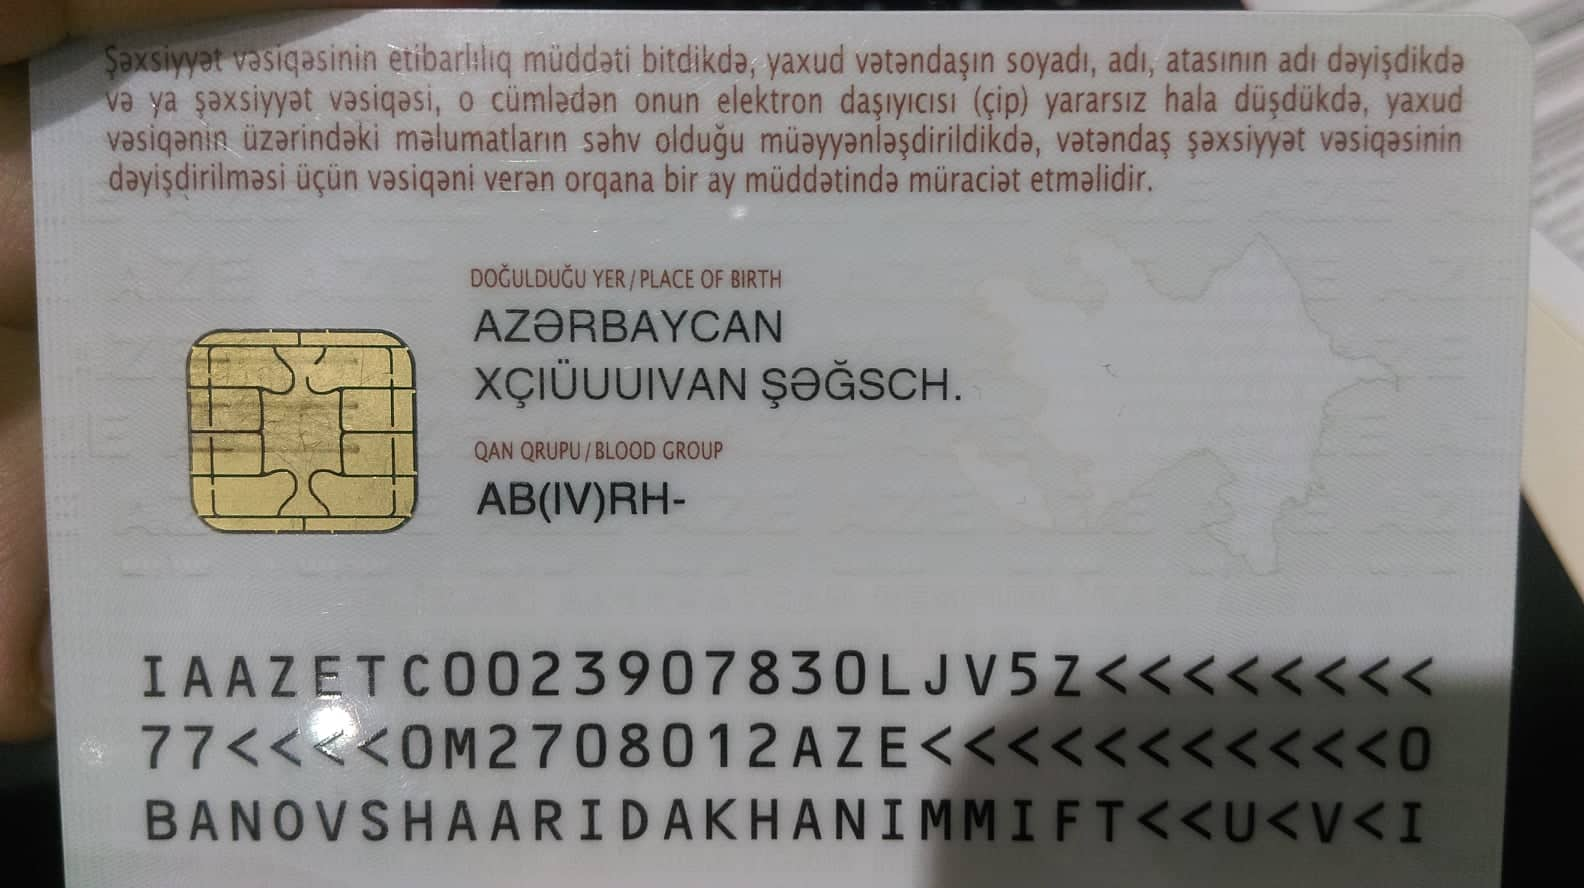 Şəxsiyyət vəsiqəsinin etibarlılıq müddəti bitdikdə, yaxud vətəndaşın soyadı, adı, atasının adı dəyişdikdə
və ya şəxsiyyət vəsiqəsi, o cümlədən onun elektron daşıyıcısı (çip) yararsız hala düşdükdə, yaxud
vəsiqənin üzərindəki məlumatların səhv olduğu müəyyənləşdirildikdə, vətəndaş şəxsiyyət vəsiqəsinin
dəyişdirilməsi üçün vəsiqəni verən orqana bir ay müddətində müraciət etməlidir.
DOĞULDUĞU YER/PLACE OF BIRTH
AZƏRBAYCAN
XÇIÜUUIVAN ŞƏĞSCH.
QAN QRUPU/BLOOD GROUP
AB(IV)RH-
IAAZETC0023907830LJV5Z<<<<<<<<
77<<<<0M2708012AZE<<<<<<<<<<<0
BANOVSHAARIDAKHANIMMIFT<<U<V<I